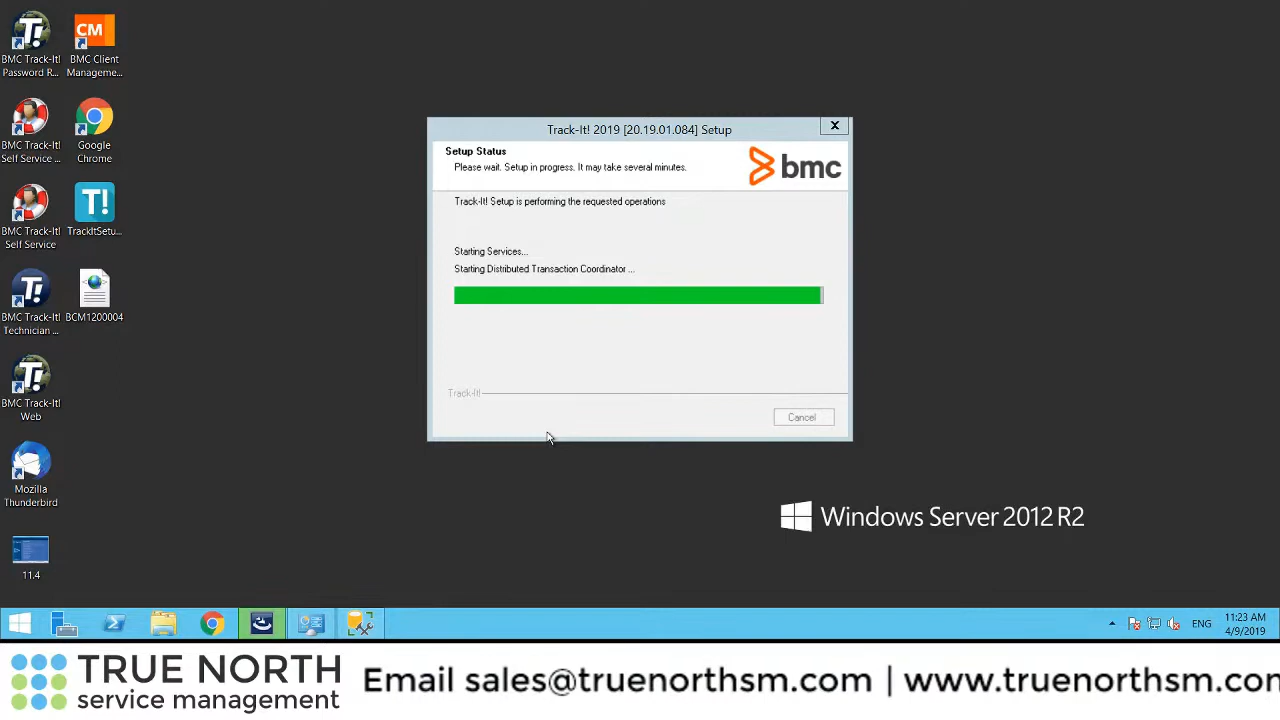 BMC Track-It!
Password R...
BMC Client
Manageme...
BMC Track-It!
Self Service ...
Google
Chrome
BMC Track-It!
Self Service
TrackItSetu...
BMC Track-It!
Technician ...
BCM1200004
BMC Track-It!
Web
Mozilla
Thunderbird
11.4
CM
T!
Track-It! 2019 [20.19.01.084] Setup
X
Setup Status
Please wait. Setup in progress. It may take several minutes.
bmc
Track-It! Setup is performing the requested operations
Starting Services...
Starting Distributed Transaction Coordinator ...
Track-It!
Cancel
Windows Server 2012 R2
ENG
11:23 AM
4/9/2019
TRUE NORTH
service management
Email sales@truenorthsm.com | www.truenorthsm.con